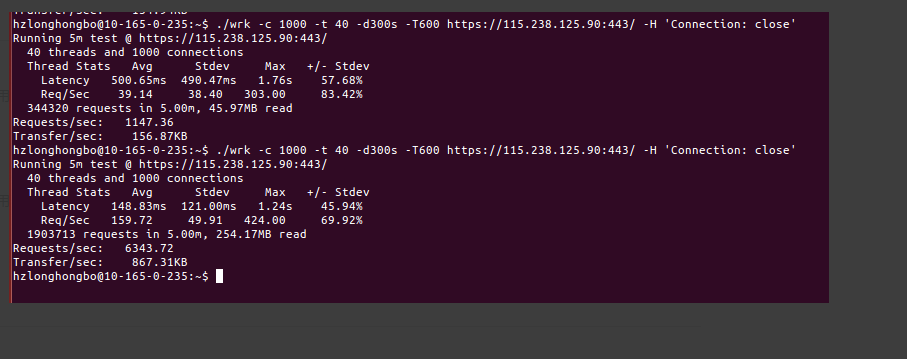 hzlonghongbo@10-165-0-235:~$ ./wrk -c 1000 -t 40 -d300s -T600 https://115.238.125.90:443/ -H 'Connection: close'
Running 5m test @ https://115.238.125.90:443/
40 threads and 1000 connections
Thread Stats Avg Stdev Max +/- Stdev
Latency 500.65ms 490.47ms 1.76s 57.68%
Req/Sec 39.14 38.40 303.00 83.42%
344320 requests in 5.00m, 45.97MB read
Requests/sec: 1147.36
Transfer/sec: 156.87KB
hzlonghongbo@10-165-0-235:~$ ./wrk -c 1000 -t 40 -d300s -T600 https://115.238.125.90:443/ -H 'Connection: close'
Running 5m test @ https://115.238.125.90:443/
40 threads and 1000 connections
Thread Stats Avg Stdev Max +/- Stdev
Latency 148.83ms 121.00ms 1.24s 45.94%
Req/Sec 159.72 49.91 424.00 69.92%
1903713 requests in 5.00m, 254.17MB read
Requests/sec: 6343.72
Transfer/sec: 867.31KB
hzlonghongbo@10-165-0-235:~$